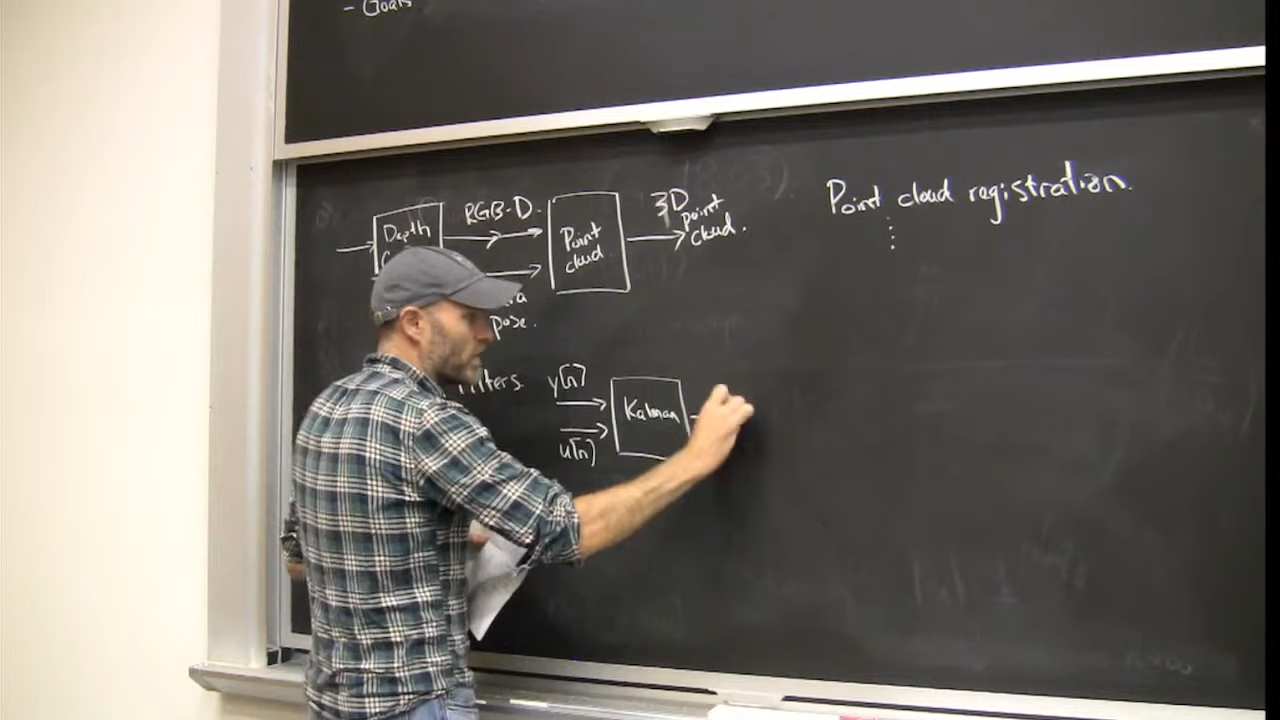 - Goals
Depth
RGB-D.
Point
cloud
3D
point
cloud.
Point cloud registration.
pose.
y[n]
u[n]
Kalman